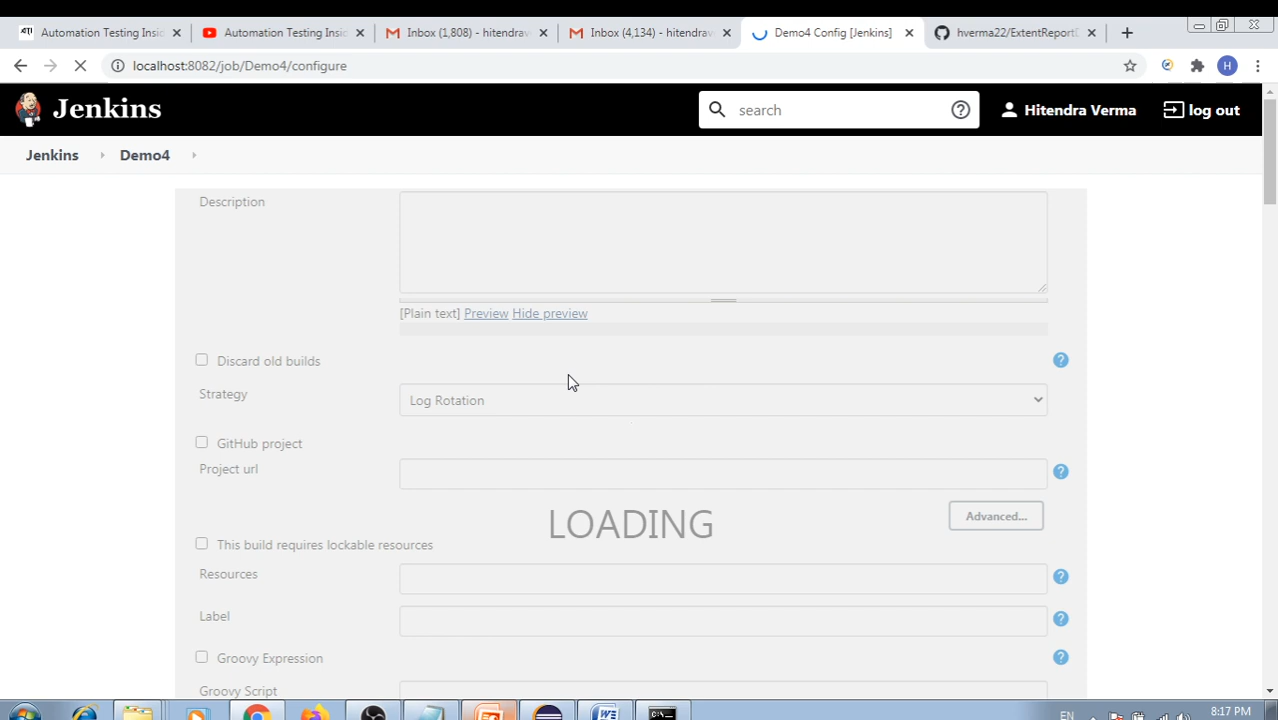 Automation Testing Insi
Automation Testing Insi
Inbox (1,808) - hitendrav
Inbox (4,134) - hitendrav
Demo4 Config [Jenkins]
hverma22/ExtentReportD
localhost:8082/job/Demo4/configure
H
Jenkins
search
Hitendra Verma
log out
Jenkins
Demo4
Description
[Plain text] Preview Hide preview
Discard old builds
Strategy
Log Rotation
GitHub project
Project url
Advanced...
LOADING
This build requires lockable resources
Resources
Label
Groovy Expression
Groovy Script
EN
8:17 PM